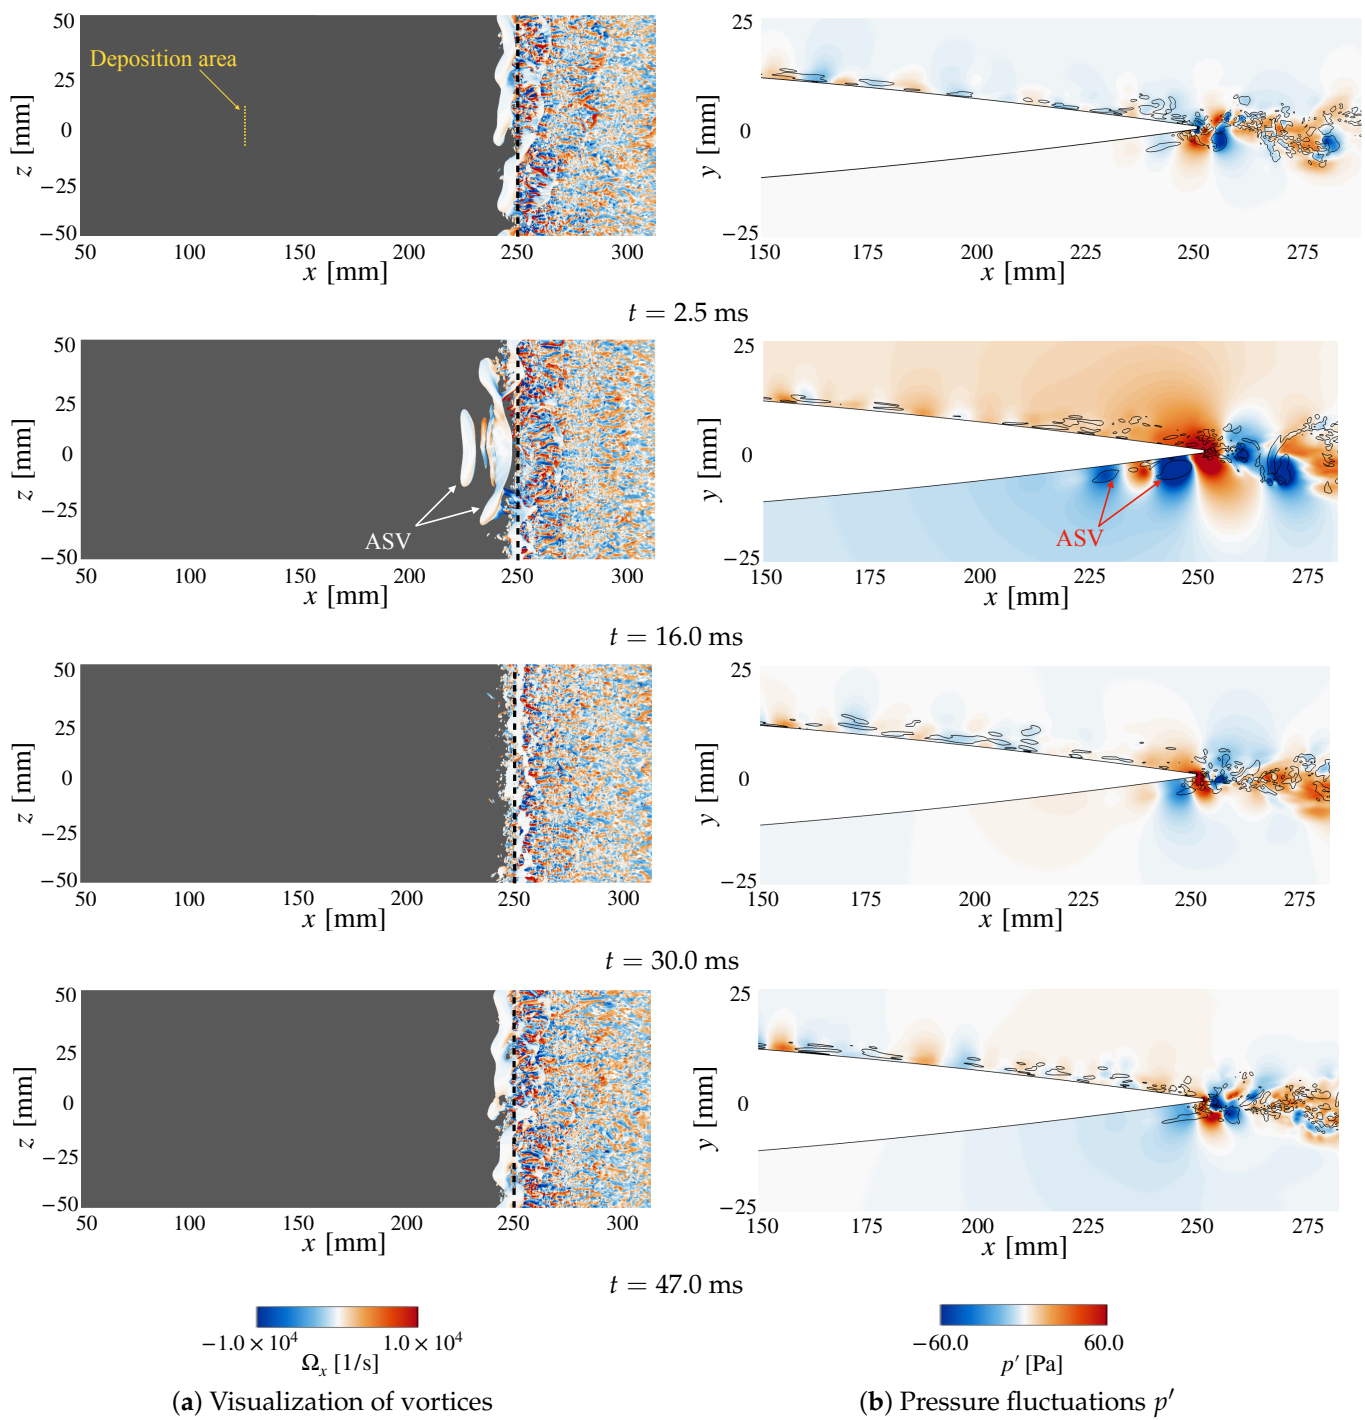 50
25
0
−25
−50
z [mm]
Deposition area
50 100 150 200 250 300
x [mm]
25
0
−25
y [mm]
150 175 200 225 250 275
x [mm]
t = 2.5 ms
50
25
0
−25
−50
z [mm]
ASV
50 100 150 200 250 300
x [mm]
25
0
−25
y [mm]
ASV
150 175 200 225 250 275
x [mm]
t = 16.0 ms
50
25
0
−25
−50
z [mm]
50 100 150 200 250 300
x [mm]
25
0
−25
y [mm]
150 175 200 225 250 275
x [mm]
t = 30.0 ms
50
25
0
−25
−50
z [mm]
50 100 150 200 250 300
x [mm]
25
0
−25
y [mm]
150 175 200 225 250 275
x [mm]
t = 47.0 ms
−1.0 × 10⁴ 1.0 × 10⁴
Ωₓ [1/s]
−60.0 60.0
p′ [Pa]
(a) Visualization of vortices
(b) Pressure fluctuations p′